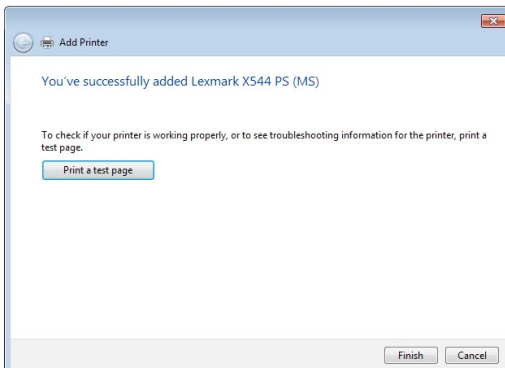 Add Printer
You've successfully added Lexmark X544 PS (MS)
To check if your printer is working properly, or to see troubleshooting information for the printer, print a
test page.
Print a test page
Finish Cancel